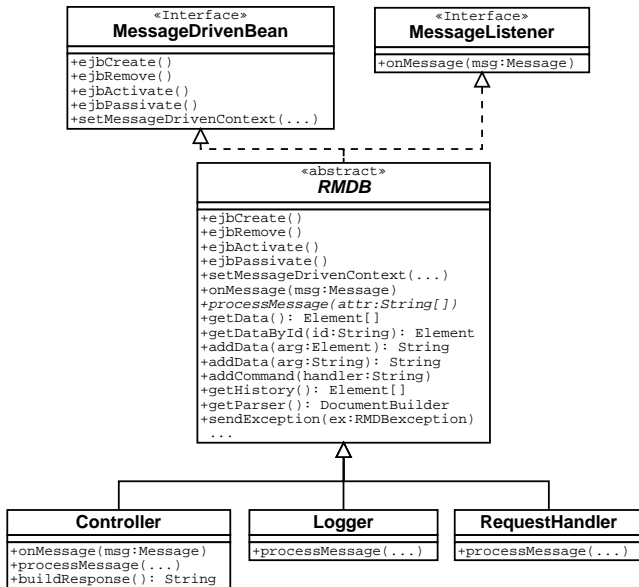 «Interface»
MessageDrivenBean
+ejbCreate()
+ejbRemove()
+ejbActivate()
+ejbPassivate()
+setMessageDrivenContext(...)
«Interface»
MessageListener
+onMessage(msg:Message)
«abstract»
RMDB
+ejbCreate()
+ejbRemove()
+ejbActivate()
+ejbPassivate()
+setMessageDrivenContext(...)
+onMessage(msg:Message)
+processMessage(attr:String[])
+getData(): Element[]
+getDataById(id:String): Element
+addData(arg:Element): String
+addData(arg:String): String
+addCommand(handler:String)
+getHistory(): Element[]
+getParser(): DocumentBuilder
+sendException(ex:RMDBexception)
...
Controller
+onMessage(msg:Message)
+processMessage(...)
+buildResponse(): String
Logger
+processMessage(...)
RequestHandler
+processMessage(...)